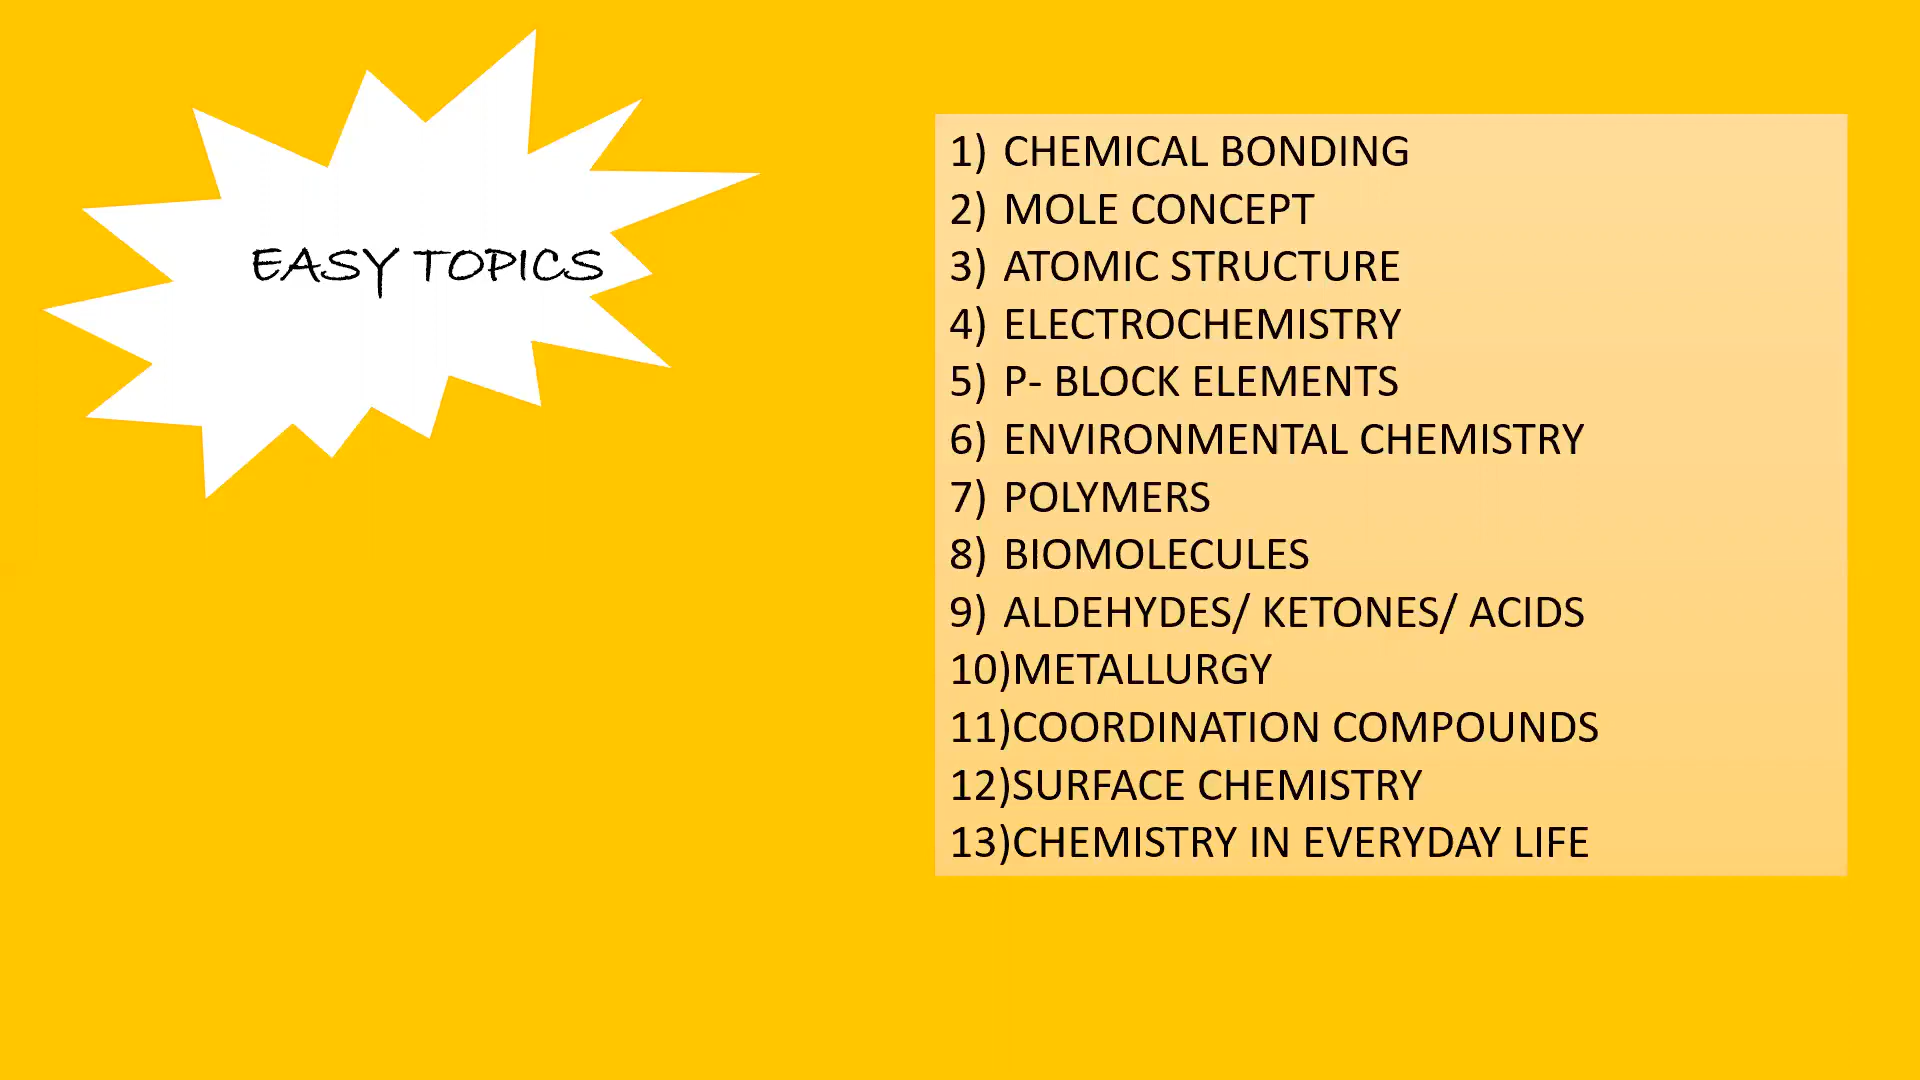 EASY TOPICS
1) CHEMICAL BONDING
2) MOLE CONCEPT
3) ATOMIC STRUCTURE
4) ELECTROCHEMISTRY
5) P- BLOCK ELEMENTS
6) ENVIRONMENTAL CHEMISTRY
7) POLYMERS
8) BIOMOLECULES
9) ALDEHYDES/ KETONES/ ACIDS
10)METALLURGY
11)COORDINATION COMPOUNDS
12)SURFACE CHEMISTRY
13)CHEMISTRY IN EVERYDAY LIFE